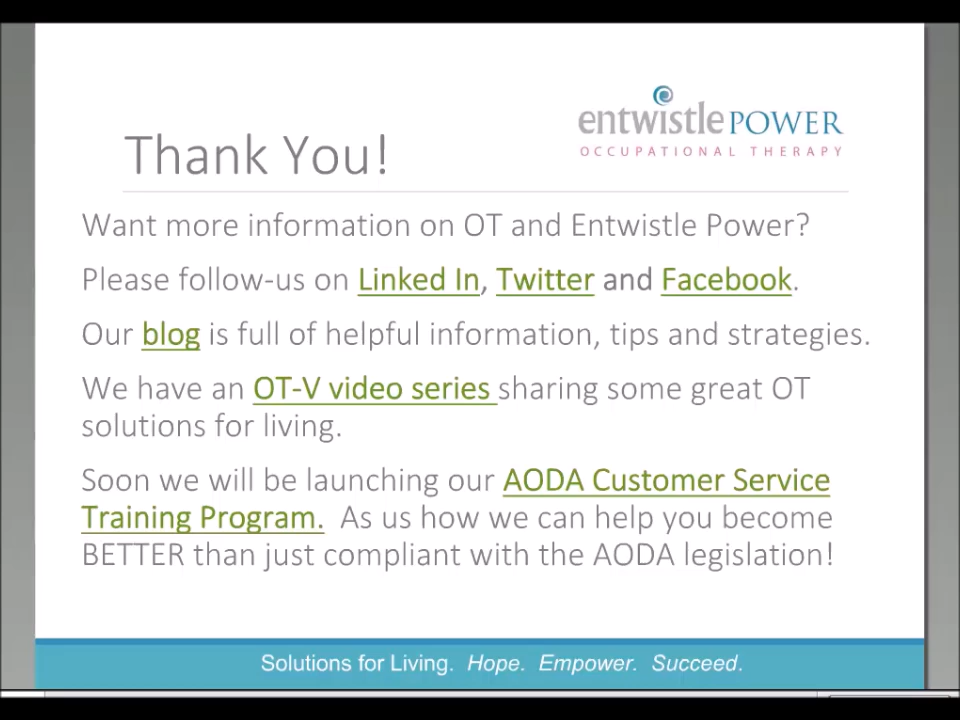 entwistle POWER
OCCUPATIONAL THERAPY
Thank You!
Want more information on OT and Entwistle Power?
Please follow-us on Linked In, Twitter and Facebook.
Our blog is full of helpful information, tips and strategies.
We have an OT-V video series sharing some great OT
solutions for living.
Soon we will be launching our AODA Customer Service
Training Program.  As us how we can help you become
BETTER than just compliant with the AODA legislation!
Solutions for Living.  Hope.  Empower.  Succeed.